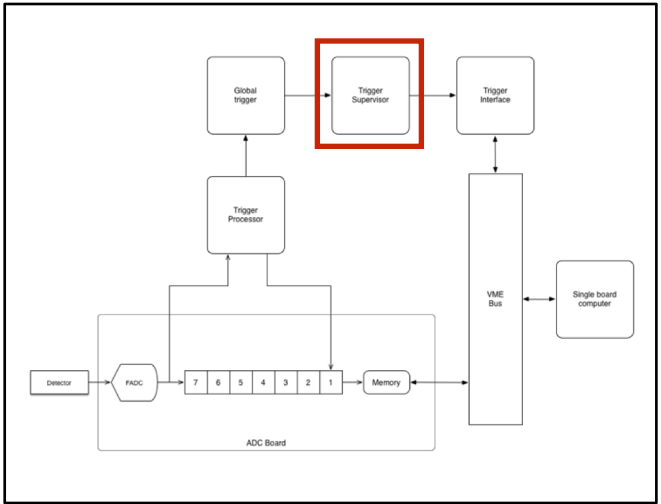 Global
trigger
Trigger
Supervisor
Trigger
Interface
Trigger
Processor
VME
Bus
Single board
computer
Detector
FADC
7 6 5 4 3 2 1
Memory
ADC Board